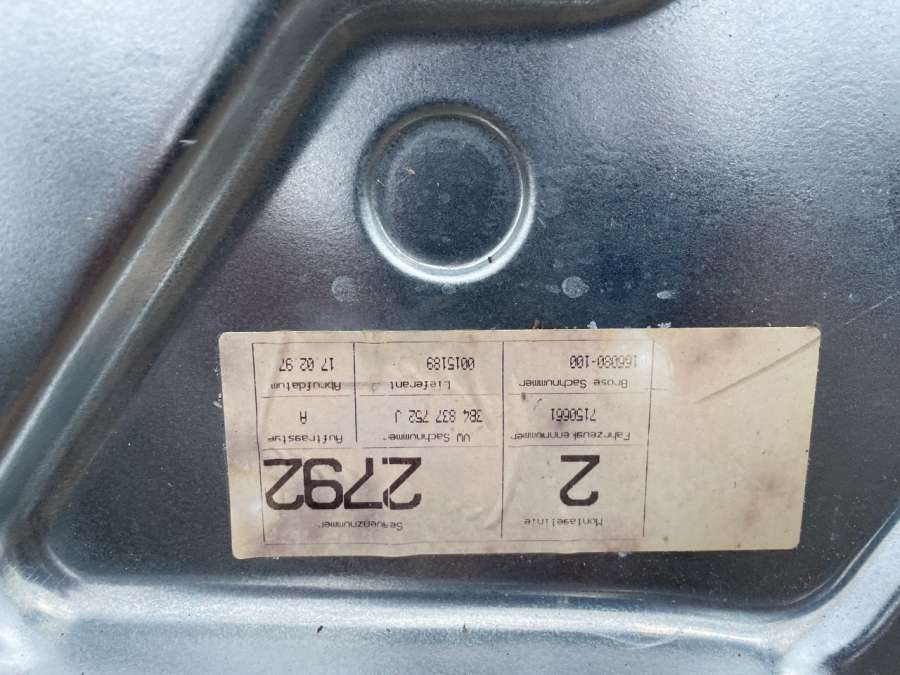 Montagelinie Sequenznummer
2 2792
Fahrzeugkennnummer VW Sachnummer Auftragstyp
7150661 3B4 837 752 J A
Brose Sachnummer Lieferant Abrufdatum
166080-100 0015189 17.02.97